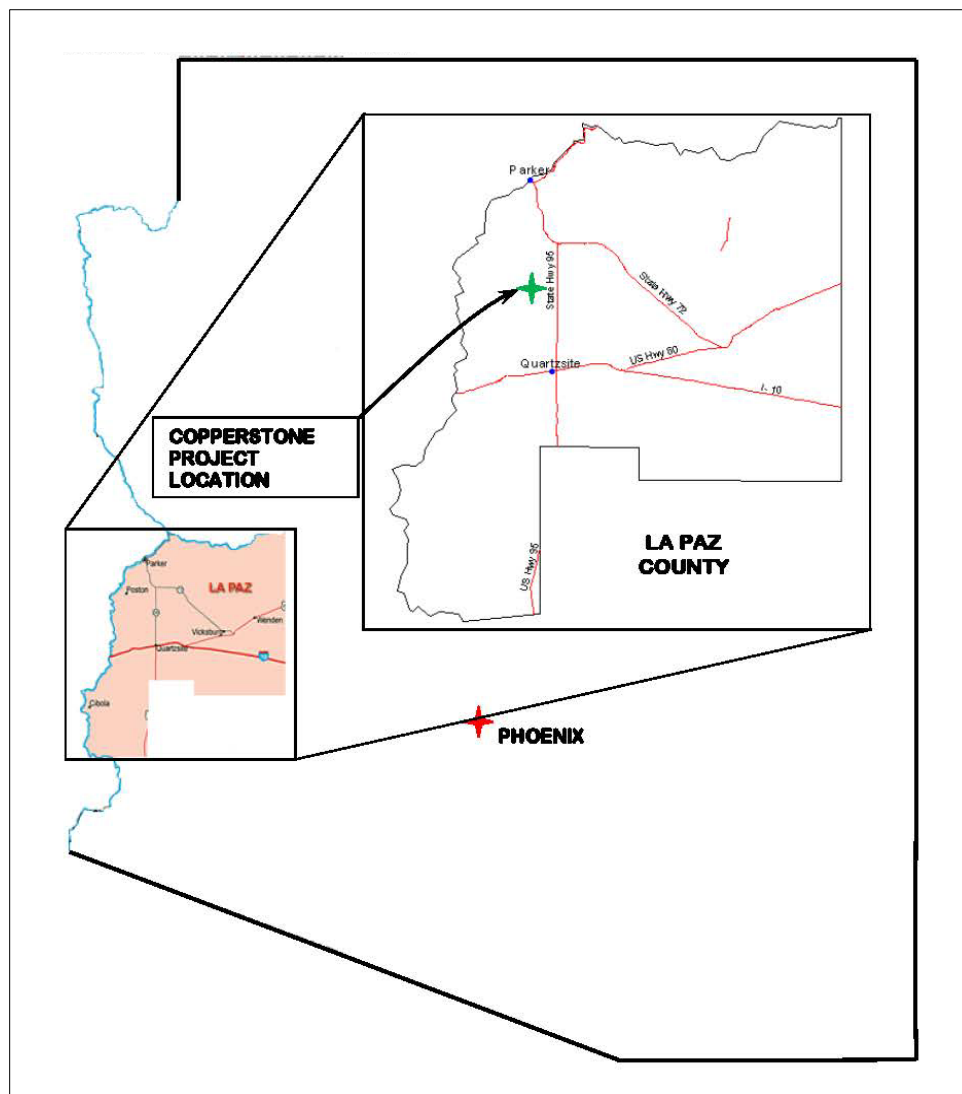 Parker
State Hwy 95
State Hwy 72
US Hwy 60
Quartzsite
I- 10
COPPERSTONE
PROJECT
LOCATION
LA PAZ
COUNTY
US Hwy 95
Parker
Poston
LA PAZ
Vicksburg
Wenden
Quartzsite
Cibola
PHOENIX